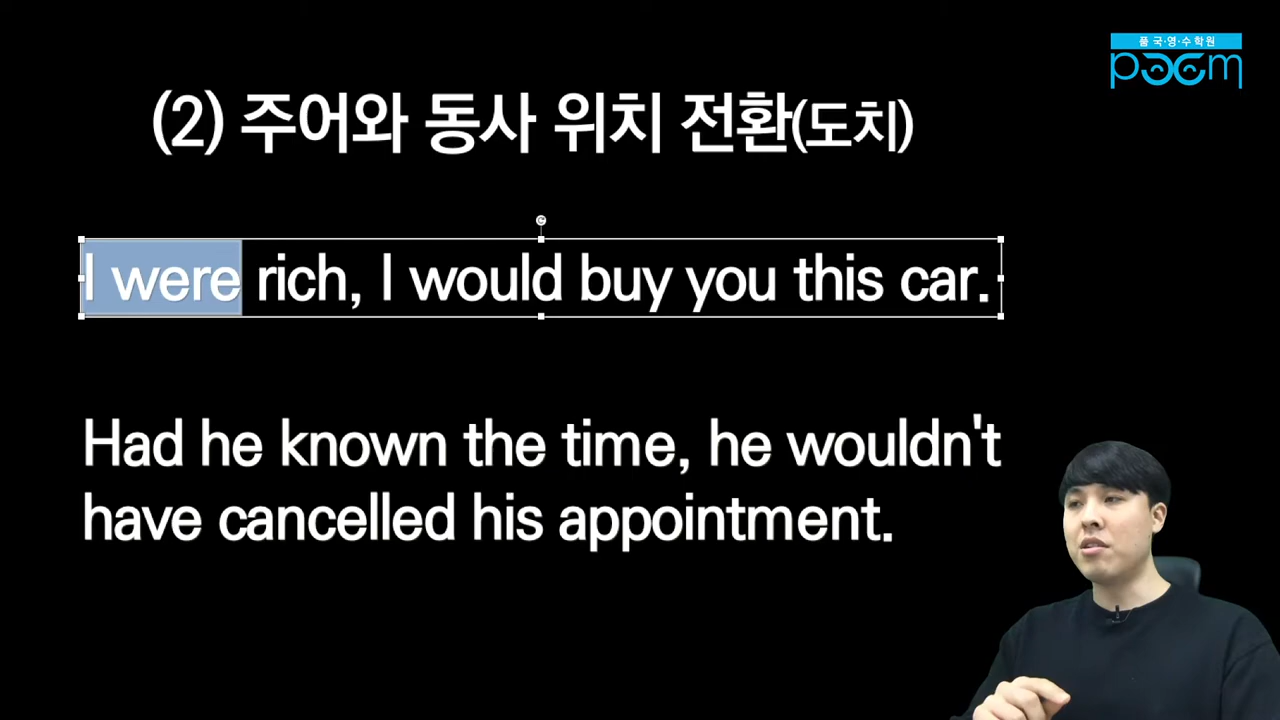 품 국·영·수 학원
poem
(2) 주어와 동사 위치 전환(도치)
I were rich, I would buy you this car.
Had he known the time, he wouldn't
have cancelled his appointment.